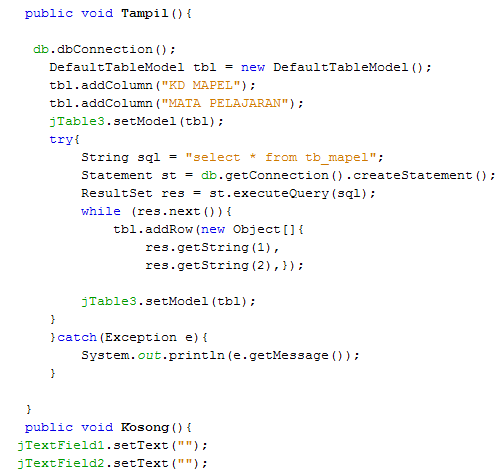 public void Tampil(){
db.dbConnection();
DefaultTableModel tbl = new DefaultTableModel();
tbl.addColumn("KD MAPEL");
tbl.addColumn("MATA PELAJARAN");
jTable3.setModel(tbl);
try{
String sql = "select * from tb_mapel";
Statement st = db.getConnection().createStatement();
ResultSet res = st.executeQuery(sql);
while (res.next()){
tbl.addRow(new Object[]{
res.getString(1),
res.getString(2),});
jTable3.setModel(tbl);
}
}catch(Exception e){
System.out.println(e.getMessage());
}
}
public void Kosong(){
jTextField1.setText("");
jTextField2.setText("");